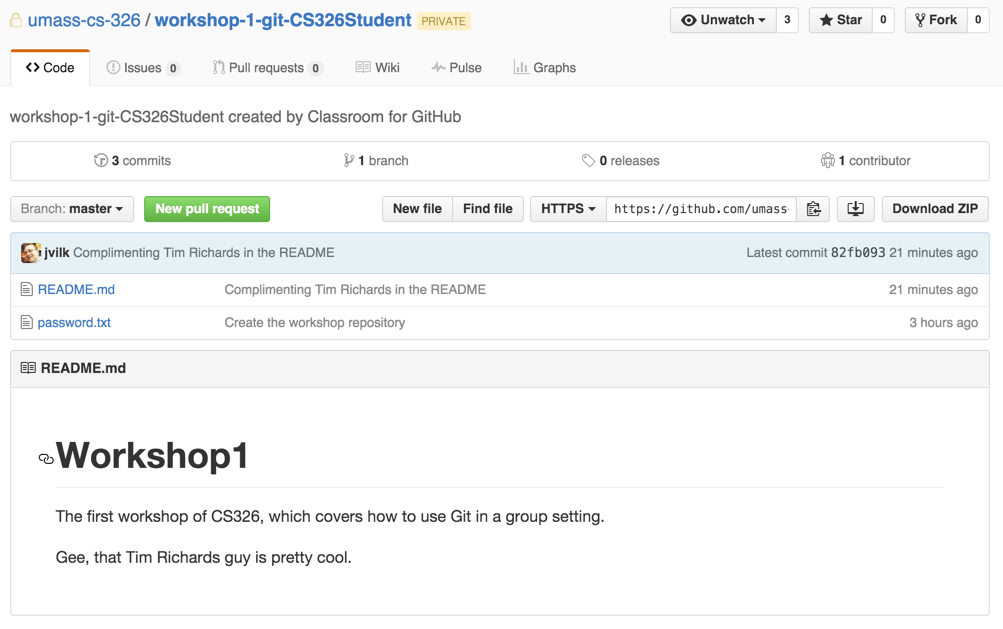 umass-cs-326 / workshop-1-git-CS326Student PRIVATE Unwatch 3 Star 0 Fork 0
Code Issues 0 Pull requests 0 Wiki Pulse Graphs
workshop-1-git-CS326Student created by Classroom for GitHub
3 commits 1 branch 0 releases 1 contributor
Branch: master New pull request New file Find file HTTPS https://github.com/umass- Download ZIP
jvilk Complimenting Tim Richards in the README Latest commit 82fb093 21 minutes ago
README.md Complimenting Tim Richards in the README 21 minutes ago
password.txt Create the workshop repository 3 hours ago
README.md
Workshop1
The first workshop of CS326, which covers how to use Git in a group setting.
Gee, that Tim Richards guy is pretty cool.